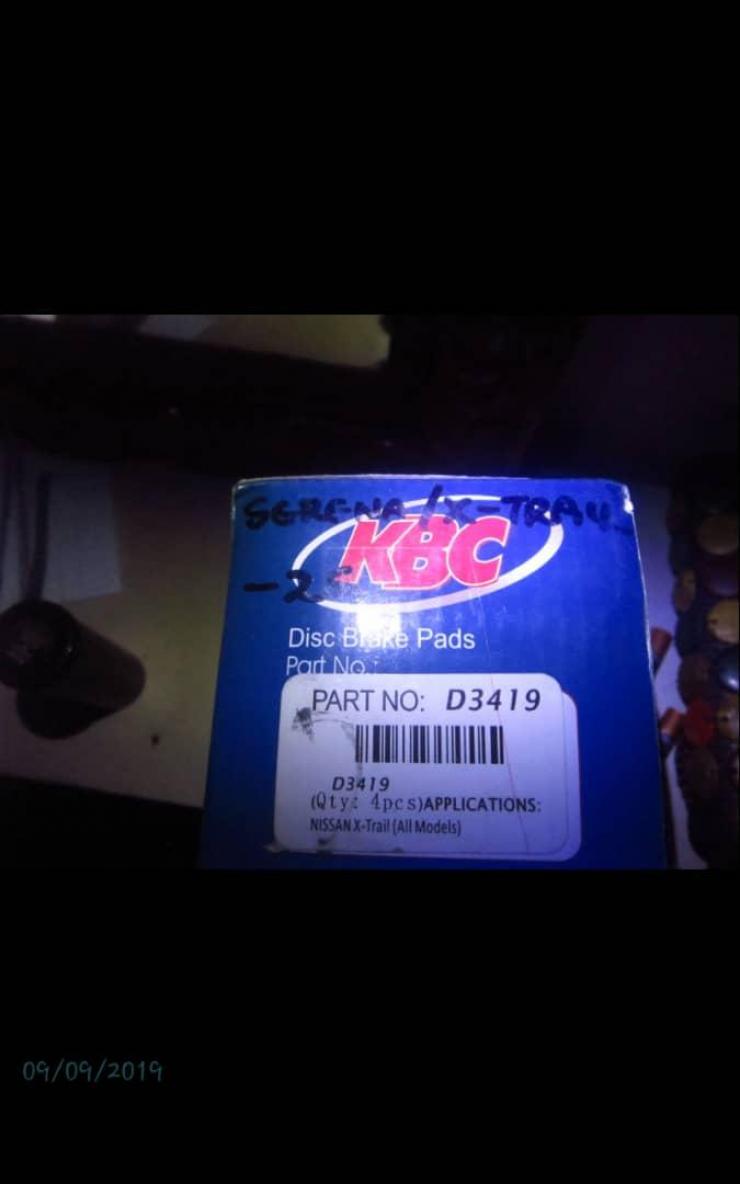 SERENA/X-TRAIL
KBC
Disc Brake Pads
Part No.:
PART NO: D3419
D3419
(Qty: 4pcs)APPLICATIONS:
NISSAN X-Trail (All Models)
09/09/2019